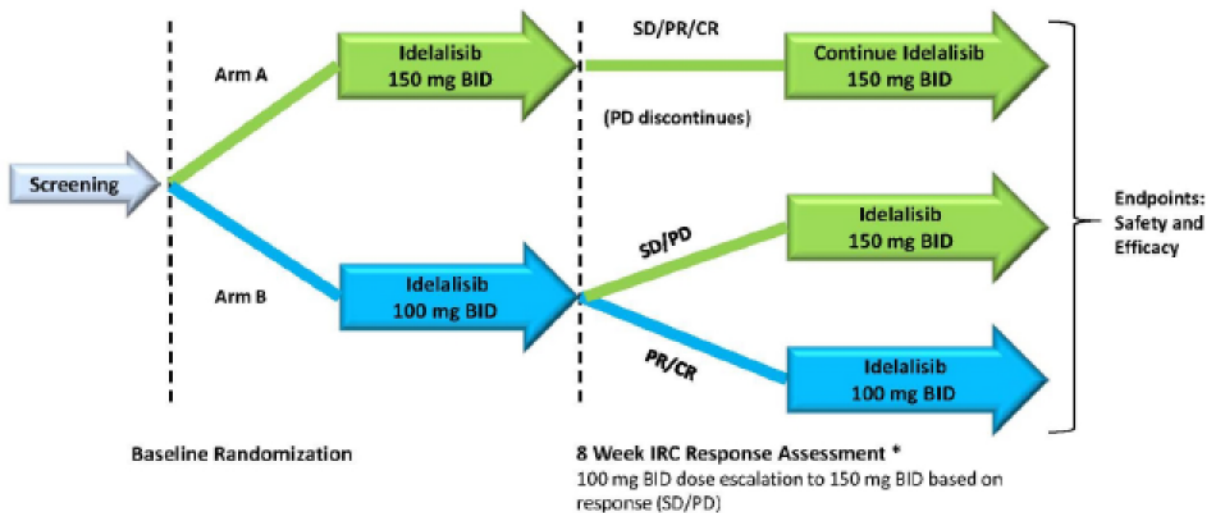 Screening
Arm A
Idelalisib
150 mg BID
SD/PR/CR
(PD discontinues)
Continue Idelalisib
150 mg BID
Arm B
Idelalisib
100 mg BID
SD/PD
Idelalisib
150 mg BID
PR/CR
Idelalisib
100 mg BID
Endpoints:
Safety and
Efficacy
Baseline Randomization
8 Week IRC Response Assessment *
100 mg BID dose escalation to 150 mg BID based on
response (SD/PD)